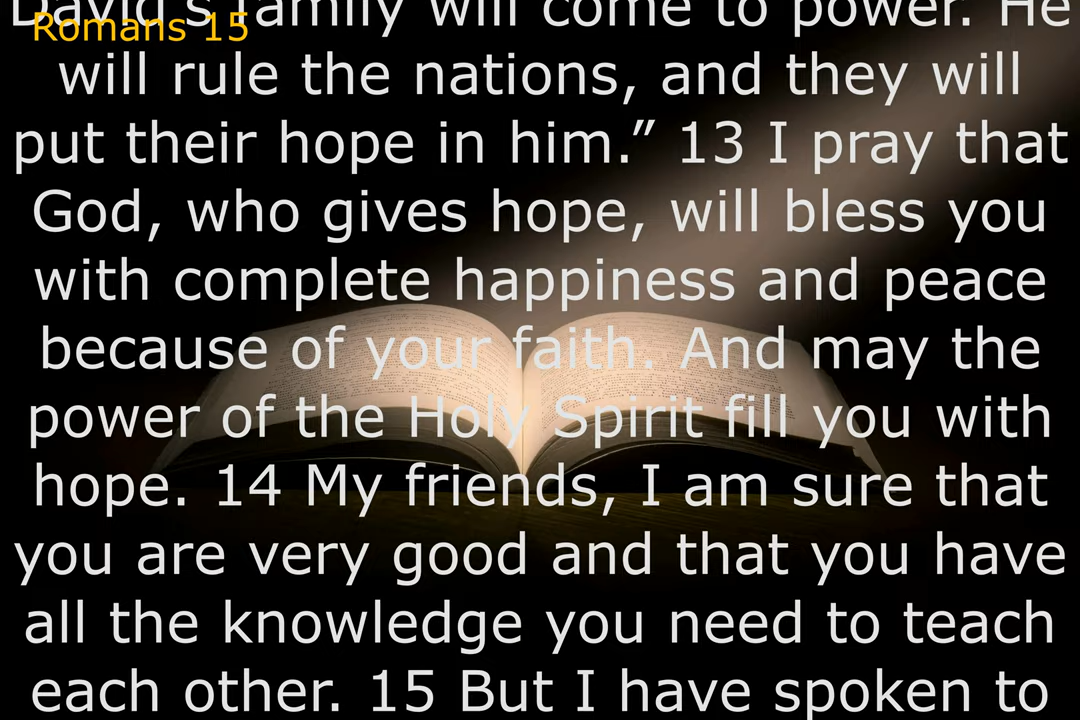 David's family will come to power. He
Romans 15
will rule the nations, and they will
put their hope in him.” 13 I pray that
God, who gives hope, will bless you
with complete happiness and peace
because of your faith. And may the
power of the Holy Spirit fill you with
hope. 14 My friends, I am sure that
you are very good and that you have
all the knowledge you need to teach
each other. 15 But I have spoken to